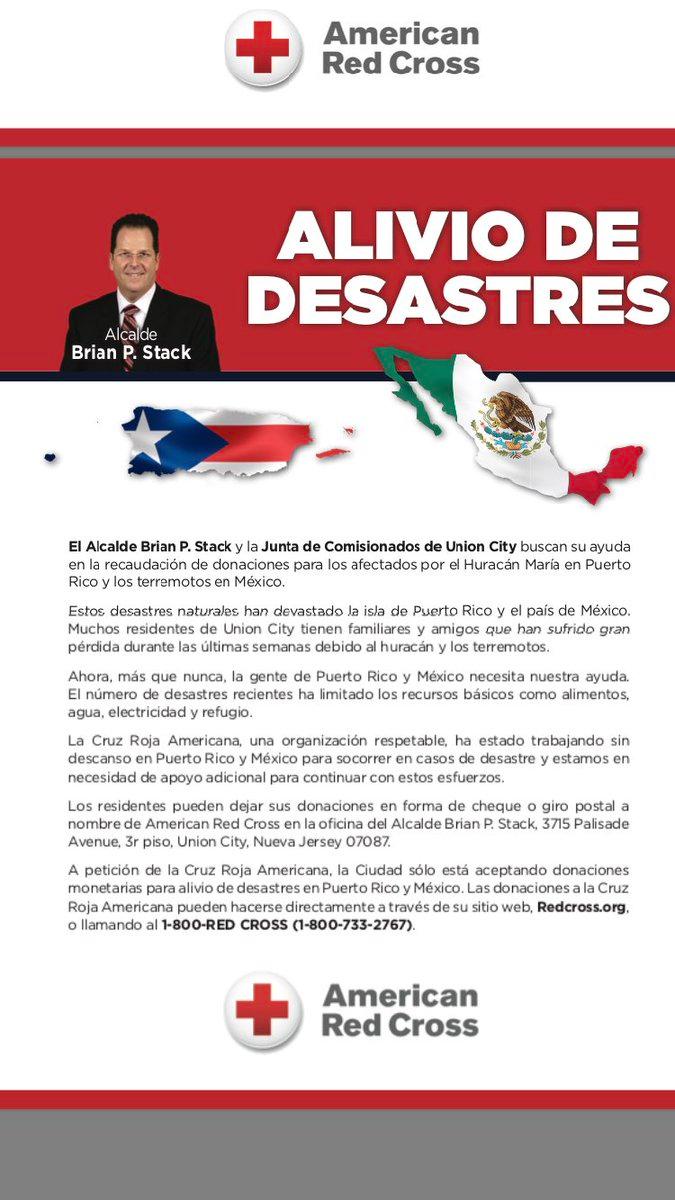 American
Red Cross
ALIVIO DE
DESASTRES
Alcalde
Brian P. Stack
El Alcalde Brian P. Stack y la Junta de Comisionados de Union City buscan su ayuda
en la recaudación de donaciones para los afectados por el Huracán María en Puerto
Rico y los terremotos en México.
Estos desastres naturales han devastado la isla de Puerto Rico y el país de México.
Muchos residentes de Union City tienen familiares y amigos que han sufrido gran
pérdida durante las últimas semanas debido al huracán y los terremotos.
Ahora, más que nunca, la gente de Puerto Rico y México necesita nuestra ayuda.
El número de desastres recientes ha limitado los recursos básicos como alimentos,
agua, electricidad y refugio.
La Cruz Roja Americana, una organización respetable, ha estado trabajando sin
descanso en Puerto Rico y México para socorrer en casos de desastre y estamos en
necesidad de apoyo adicional para continuar con estos esfuerzos.
Los residentes pueden dejar sus donaciones en forma de cheque o giro postal a
nombre de American Red Cross en la oficina del Alcalde Brian P. Stack, 3715 Palisade
Avenue, 3r piso, Union City, Nueva Jersey 07087.
A petición de la Cruz Roja Americana, la Ciudad sólo está aceptando donaciones
monetarias para alivio de desastres en Puerto Rico y México. Las donaciones a la Cruz
Roja Americana pueden hacerse directamente a través de su sitio web, Redcross.org,
o llamando al 1-800-RED CROSS (1-800-733-2767).
American
Red Cross